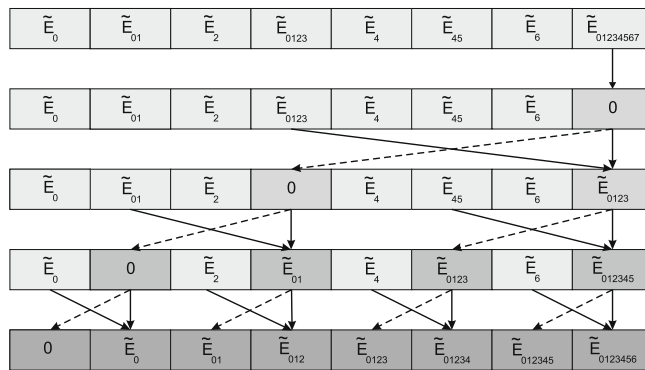 Ẽ₀ Ẽ₀₁ Ẽ₂ Ẽ₀₁₂₃ Ẽ₄ Ẽ₄₅ Ẽ₆ Ẽ₀₁₂₃₄₅₆₇
Ẽ₀ Ẽ₀₁ Ẽ₂ Ẽ₀₁₂₃ Ẽ₄ Ẽ₄₅ Ẽ₆ 0
Ẽ₀ Ẽ₀₁ Ẽ₂ 0 Ẽ₄ Ẽ₄₅ Ẽ₆ Ẽ₀₁₂₃
Ẽ₀ 0 Ẽ₂ Ẽ₀₁ Ẽ₄ Ẽ₀₁₂₃ Ẽ₆ Ẽ₀₁₂₃₄₅
0 Ẽ₀ Ẽ₀₁ Ẽ₀₁₂ Ẽ₀₁₂₃ Ẽ₀₁₂₃₄ Ẽ₀₁₂₃₄₅ Ẽ₀₁₂₃₄₅₆